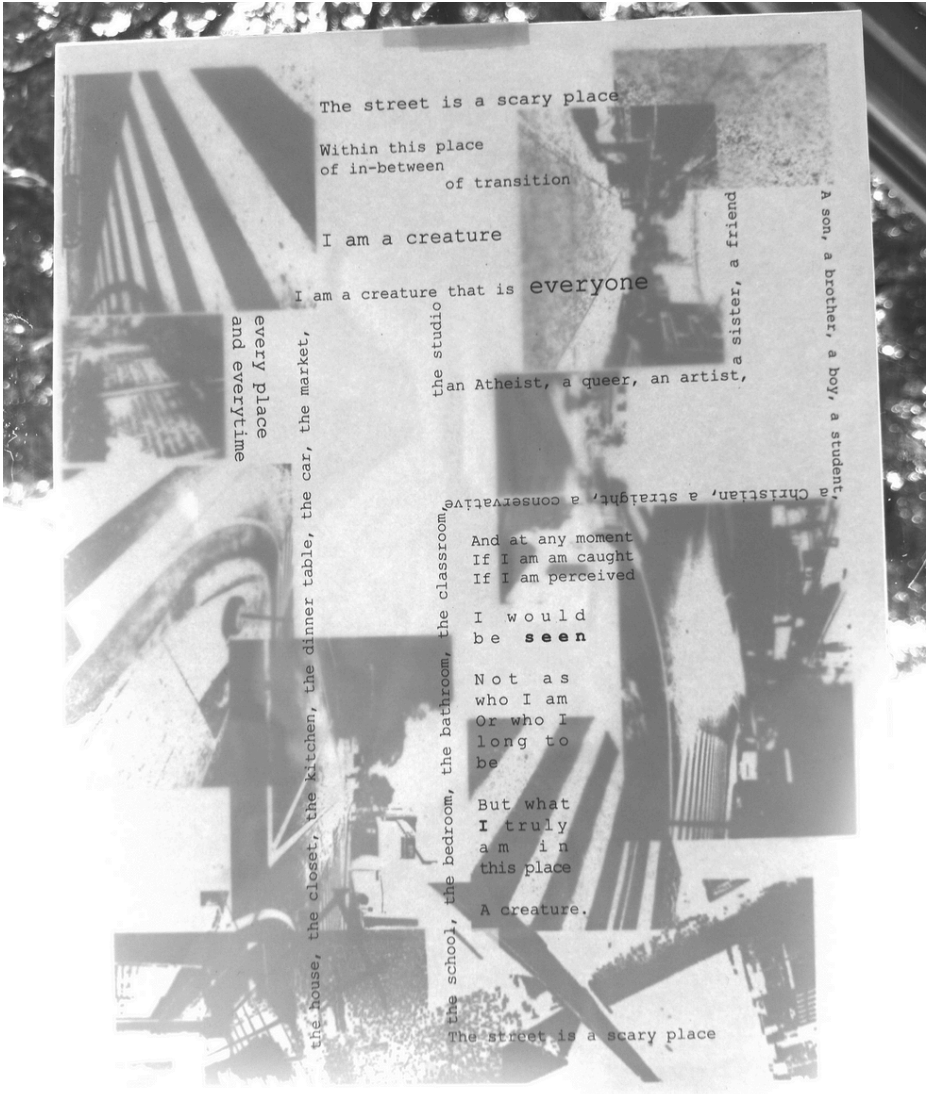 The street is a scary place
Within this place
of in-between
of transition
I am a creature
I am a creature that is everyone
every place
and everytime
the house, the closet, the kitchen, the dinner table, the car, the market,
the school, the bedroom, the bathroom, the classroom,
the studio
an Atheist, a queer, an artist,
a sister, a friend
A son, a brother, a boy, a student,
a Christian, a straight, a conservative
And at any moment
If I am am caught
If I am perceived
I would
be seen
Not as
who I am
Or who I
long to
be
But what
I truly
am in
this place
A creature.
The street is a scary place